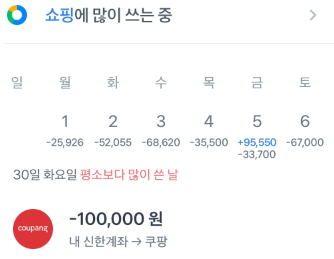 쇼핑에 많이 쓰는 중
일 월 화 수 목 금 토
1 2 3 4 5 6
-25,926 -52,055 -68,620 -35,500 +95,550 -67,000
-33,700
30일 화요일 평소보다 많이 쓴 날
coupang
-100,000 원
내 신한계좌 → 쿠팡